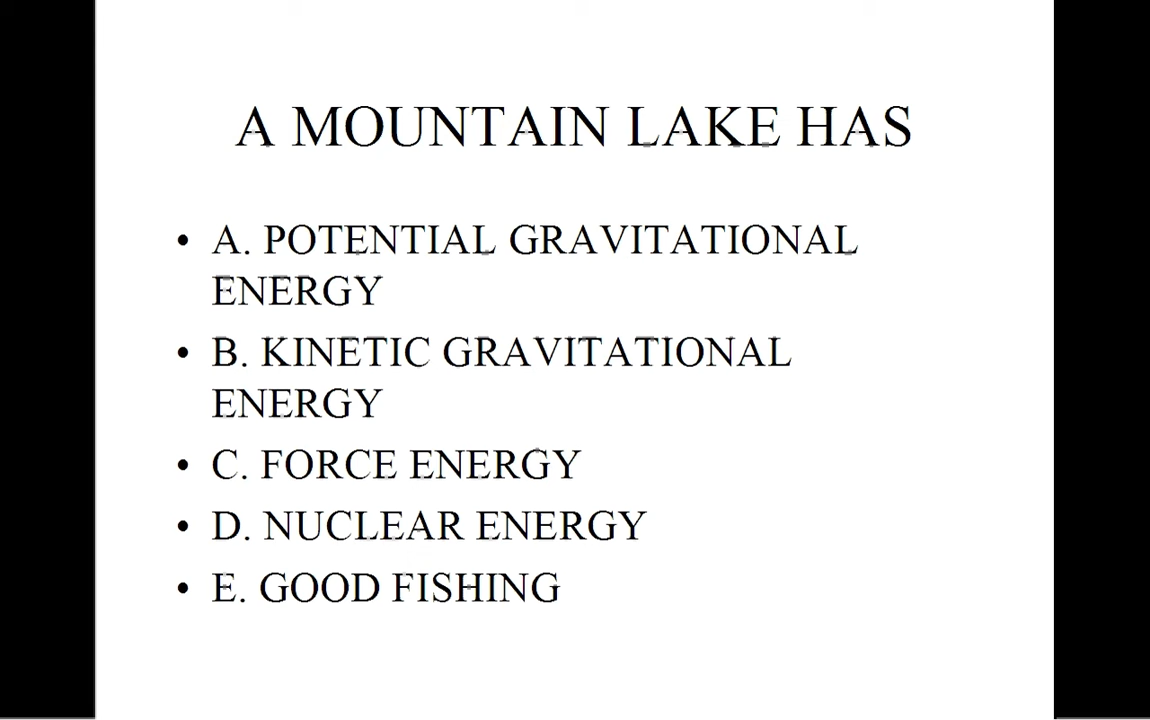 A MOUNTAIN LAKE HAS
• A. POTENTIAL GRAVITATIONAL
ENERGY
• B. KINETIC GRAVITATIONAL
ENERGY
• C. FORCE ENERGY
• D. NUCLEAR ENERGY
• E. GOOD FISHING